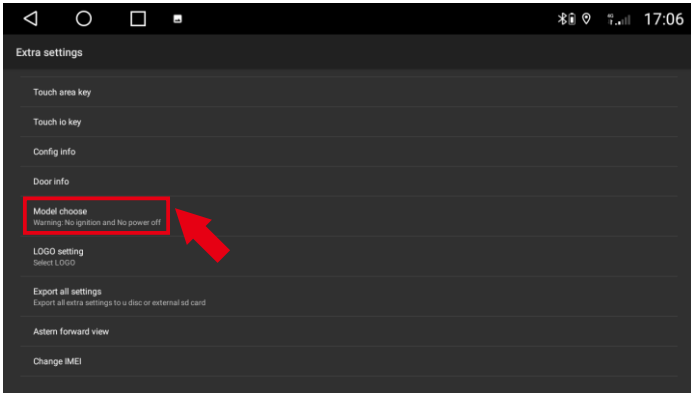 17:06
Extra settings
Touch area key
Touch io key
Config info
Door info
Model choose
Warning: No ignition and No power off
LOGO setting
Select LOGO
Export all settings
Export all extra settings to u disc or external sd card
Astern forward view
Change IMEI